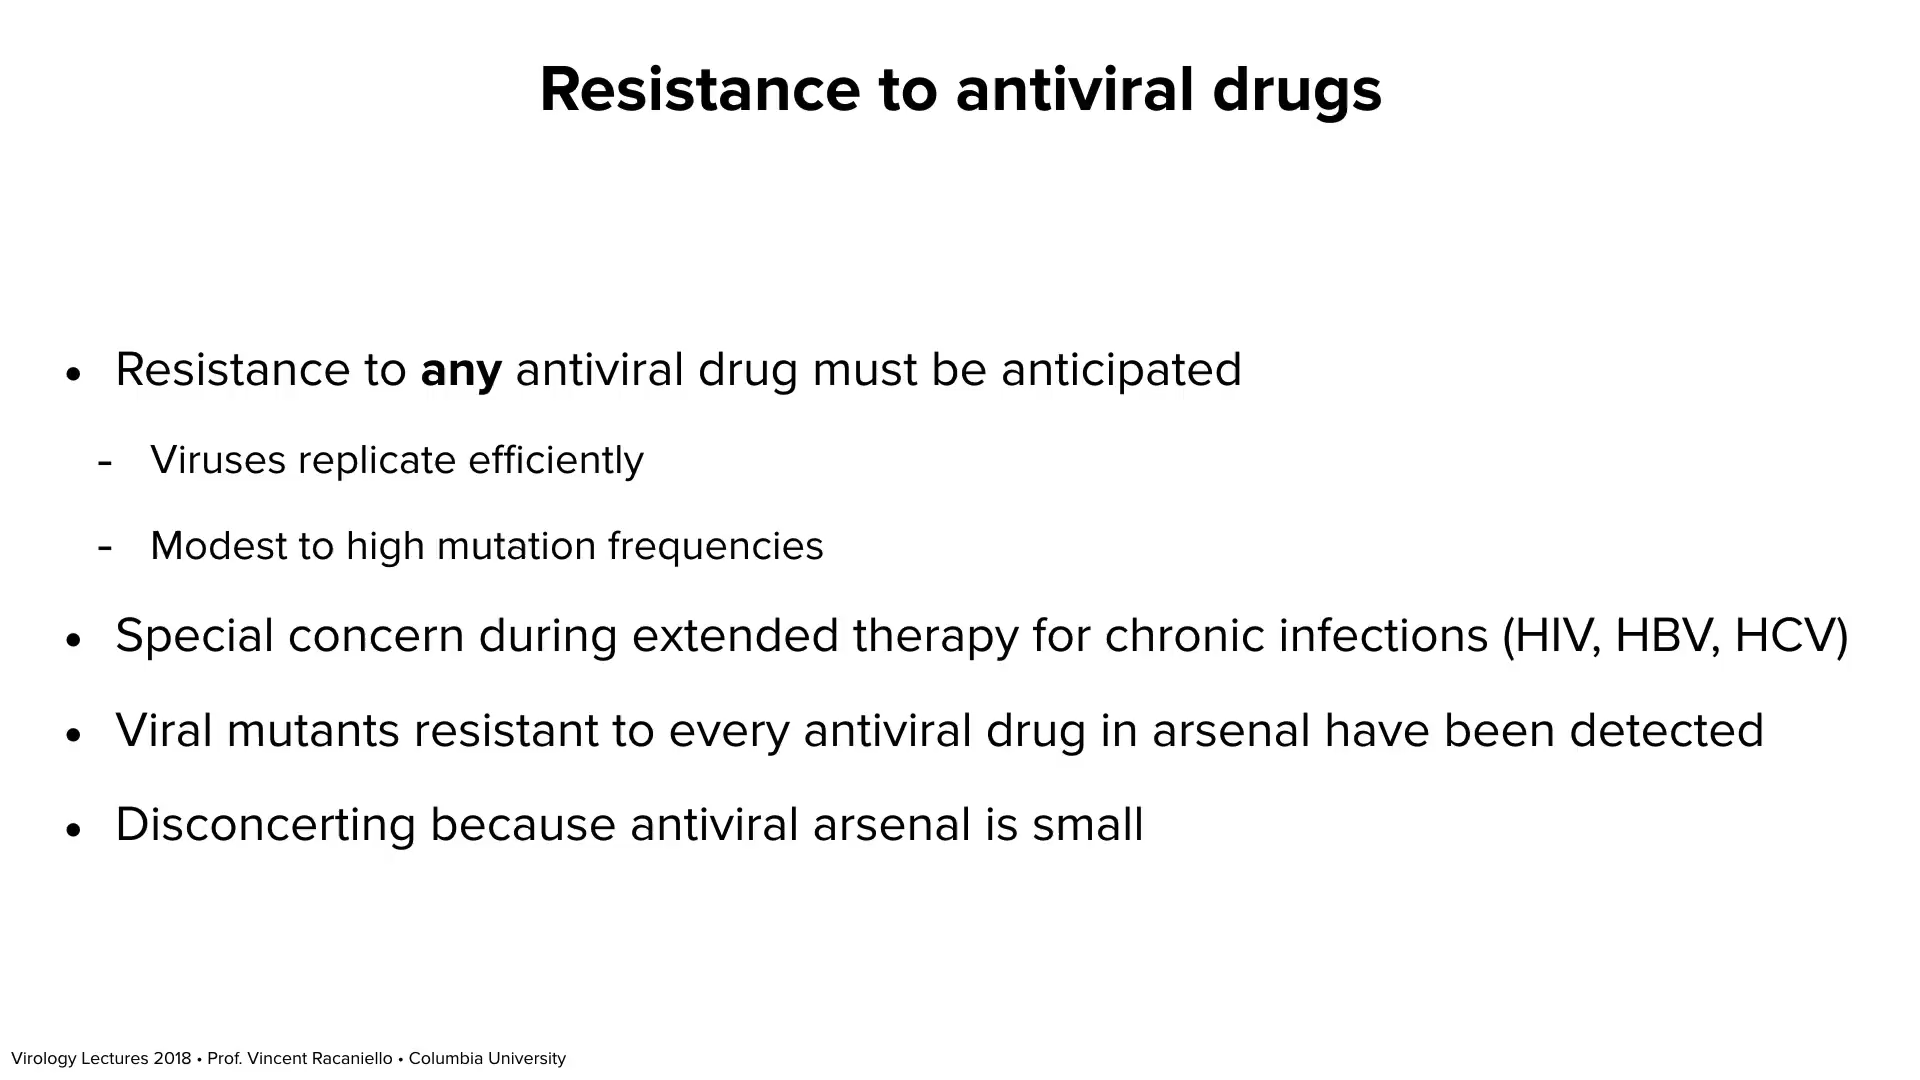 Resistance to antiviral drugs
• Resistance to any antiviral drug must be anticipated
- Viruses replicate efficiently
- Modest to high mutation frequencies
• Special concern during extended therapy for chronic infections (HIV, HBV, HCV)
• Viral mutants resistant to every antiviral drug in arsenal have been detected
• Disconcerting because antiviral arsenal is small
Virology Lectures 2018 • Prof. Vincent Racaniello • Columbia University